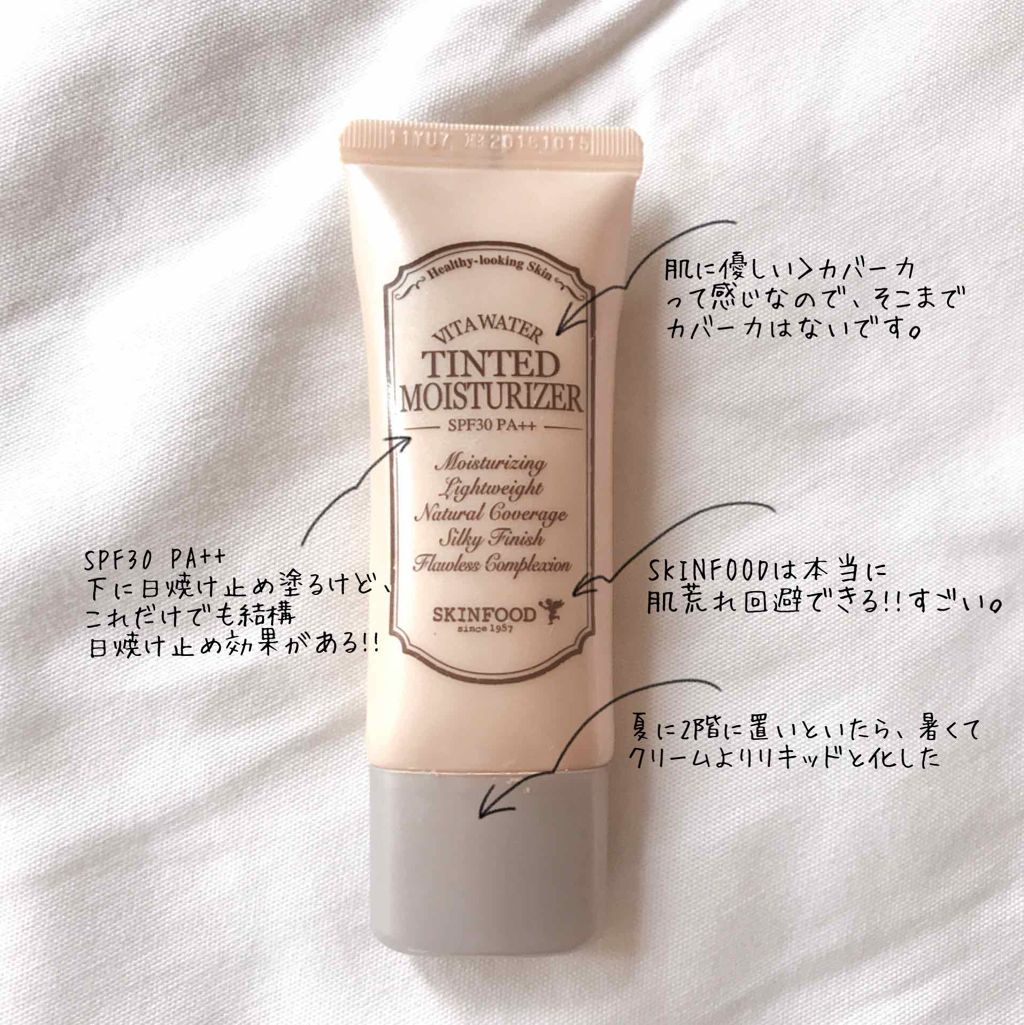 11YU7 20161015
Healthy-looking Skin
VITA WATER
TINTED
MOISTURIZER
SPF30 PA++
Moisturizing
Lightweight
Natural Coverage
Silky Finish
Flawless Complexion
SKINFOOD
since 1957
肌に優しい>カバー力
って感じなので、そこまで
カバー力はないです。
SPF30 PA++
下に日焼け止め塗るけど、
これだけでも結構
日焼け止め効果がある!!
SKINFOODは本当に
肌荒れ回避できる!!すごい。
夏に2階に置いといたら、暑くて
クリームよりリキッドと化した